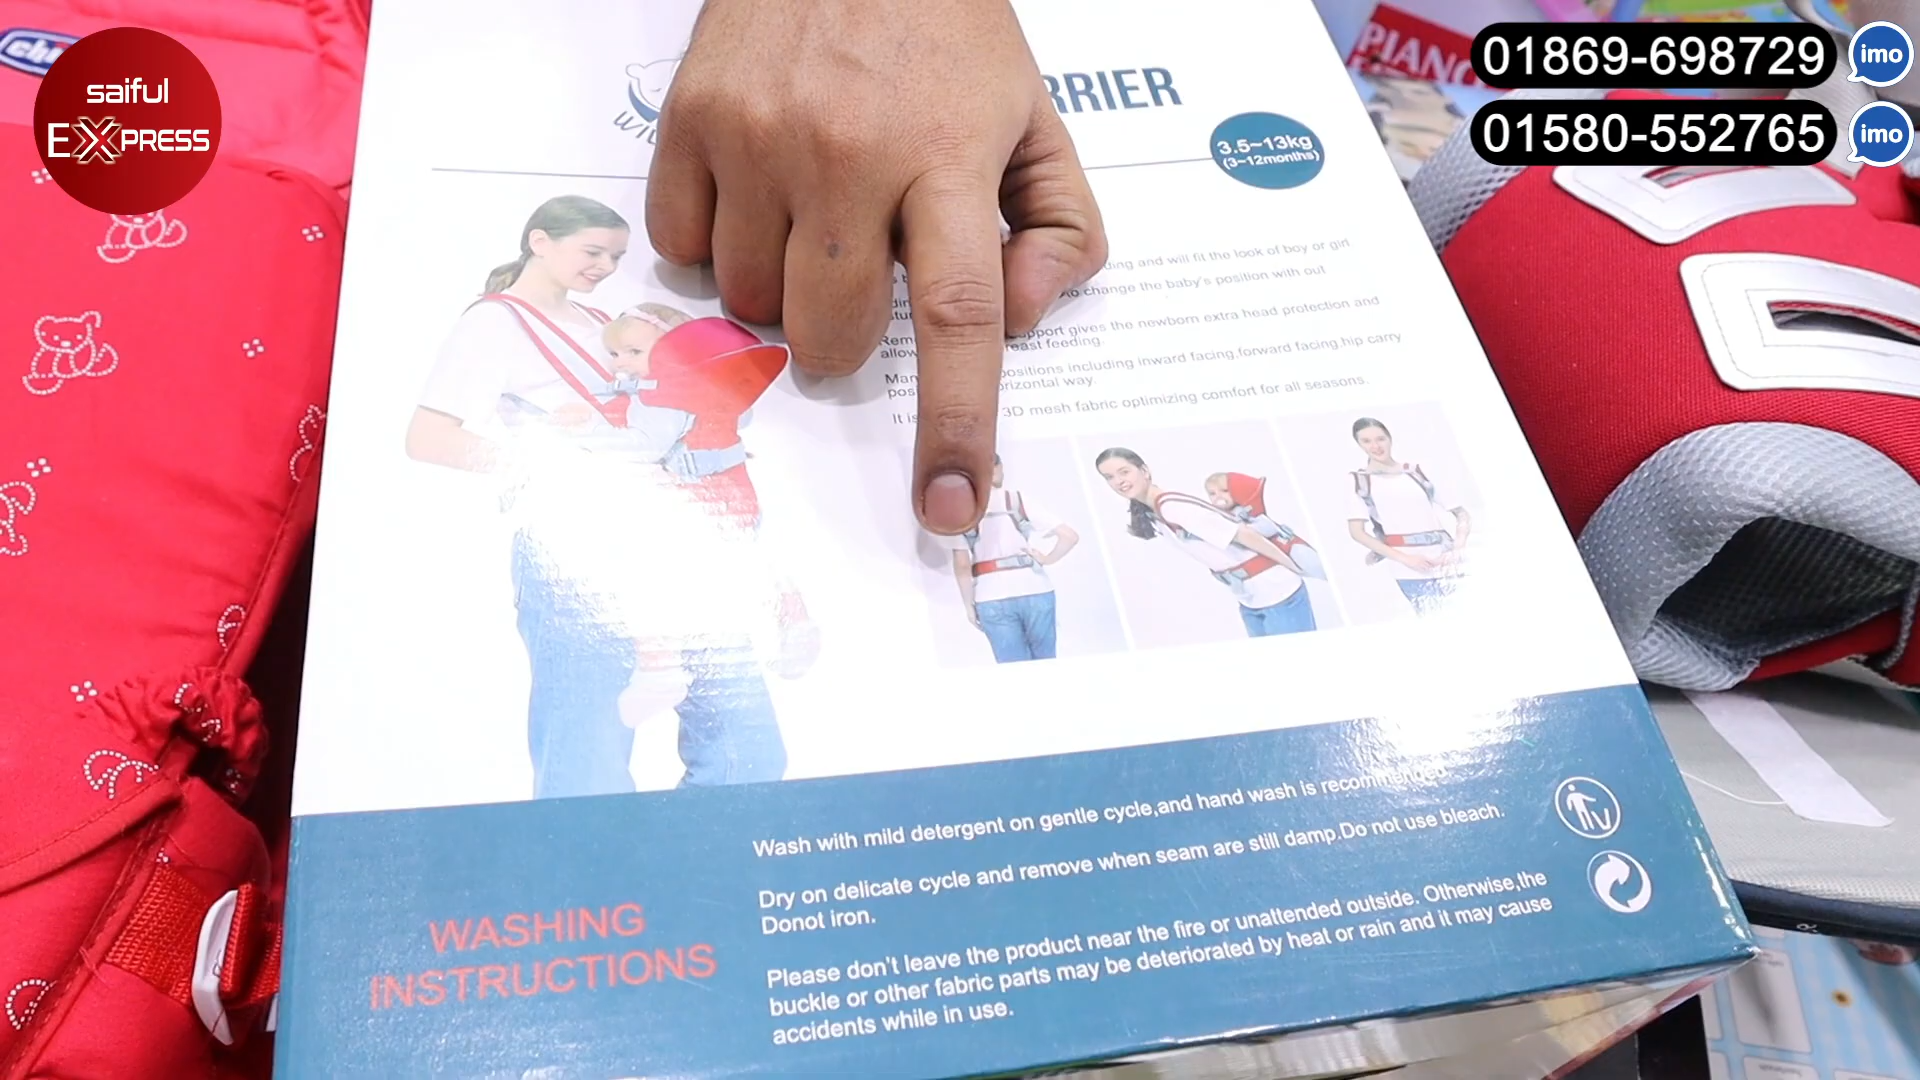 saiful
EXPRESS
01869-698729
imo
01580-552765
imo
PIANO
3.5~13kg
(3~12months)
and will fit the look of boy or girl
change the baby's position with out
gives the newborn extra head protection and
feeding.
positions including inward facing,forward facing,hip carry
way.
It is 3D mesh fabric optimizing comfort for all seasons.
WASHING
INSTRUCTIONS
Wash with mild detergent on gentle cycle,and hand wash is recommended
Dry on delicate cycle and remove when seam are still damp.Do not use bleach.
Donot iron.
Please don't leave the product near the fire or unattended outside. Otherwise,the
buckle or other fabric parts may be deteriorated by heat or rain and it may cause
accidents while in use.